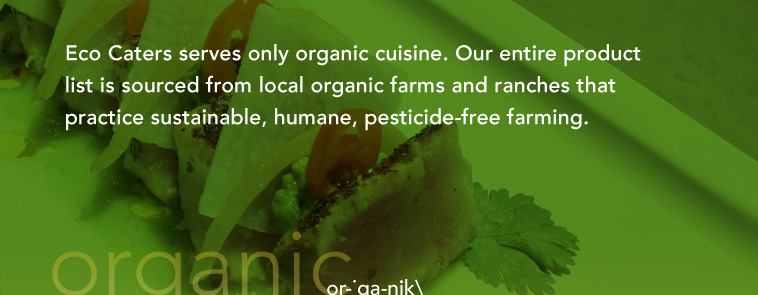 Eco Caters serves only organic cuisine. Our entire product
list is sourced from local organic farms and ranches that
practice sustainable, humane, pesticide-free farming.
organic
or-ˈga-nik\